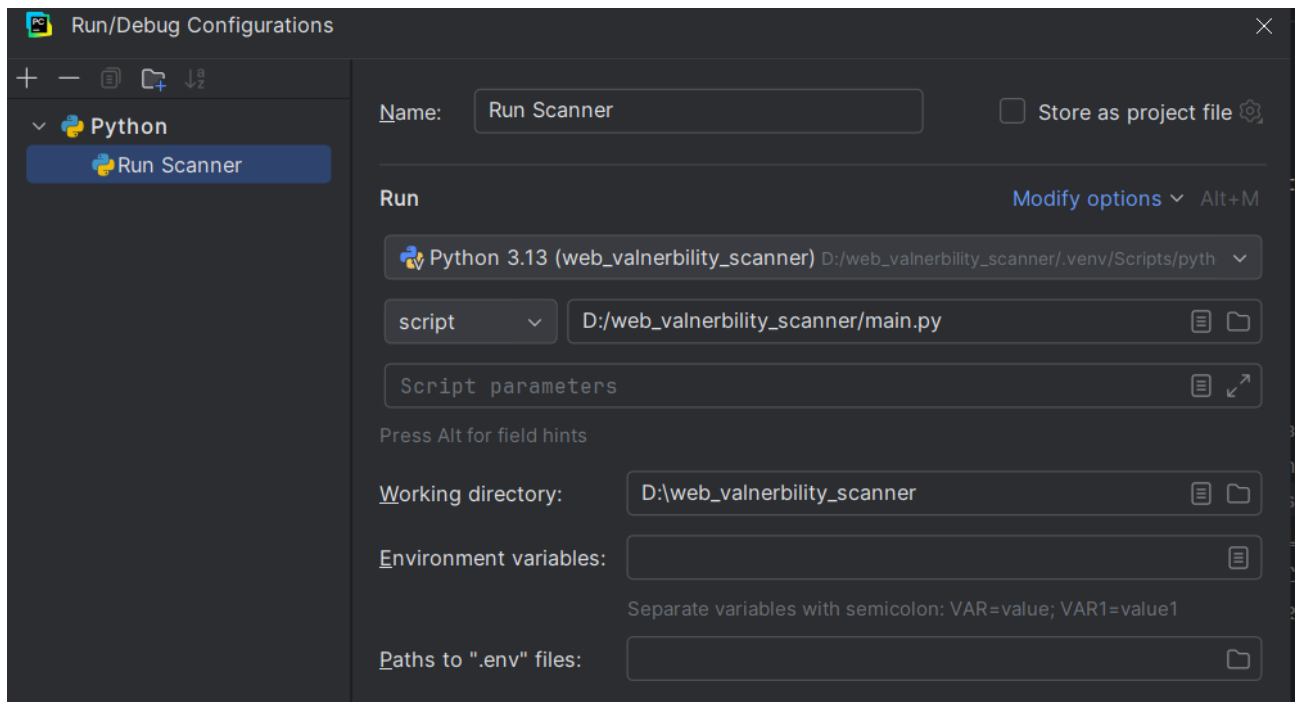 PC
Run/Debug Configurations
Name: Run Scanner Store as project file
Python
Run Scanner
Run Modify options Alt+M
Python 3.13 (web_valnerbility_scanner) D:/web_valnerbility_scanner/.venv/Scripts/pyth
script D:/web_valnerbility_scanner/main.py
Script parameters
Press Alt for field hints
Working directory: D:\web_valnerbility_scanner
Environment variables:
Separate variables with semicolon: VAR=value; VAR1=value1
Paths to ".env" files: